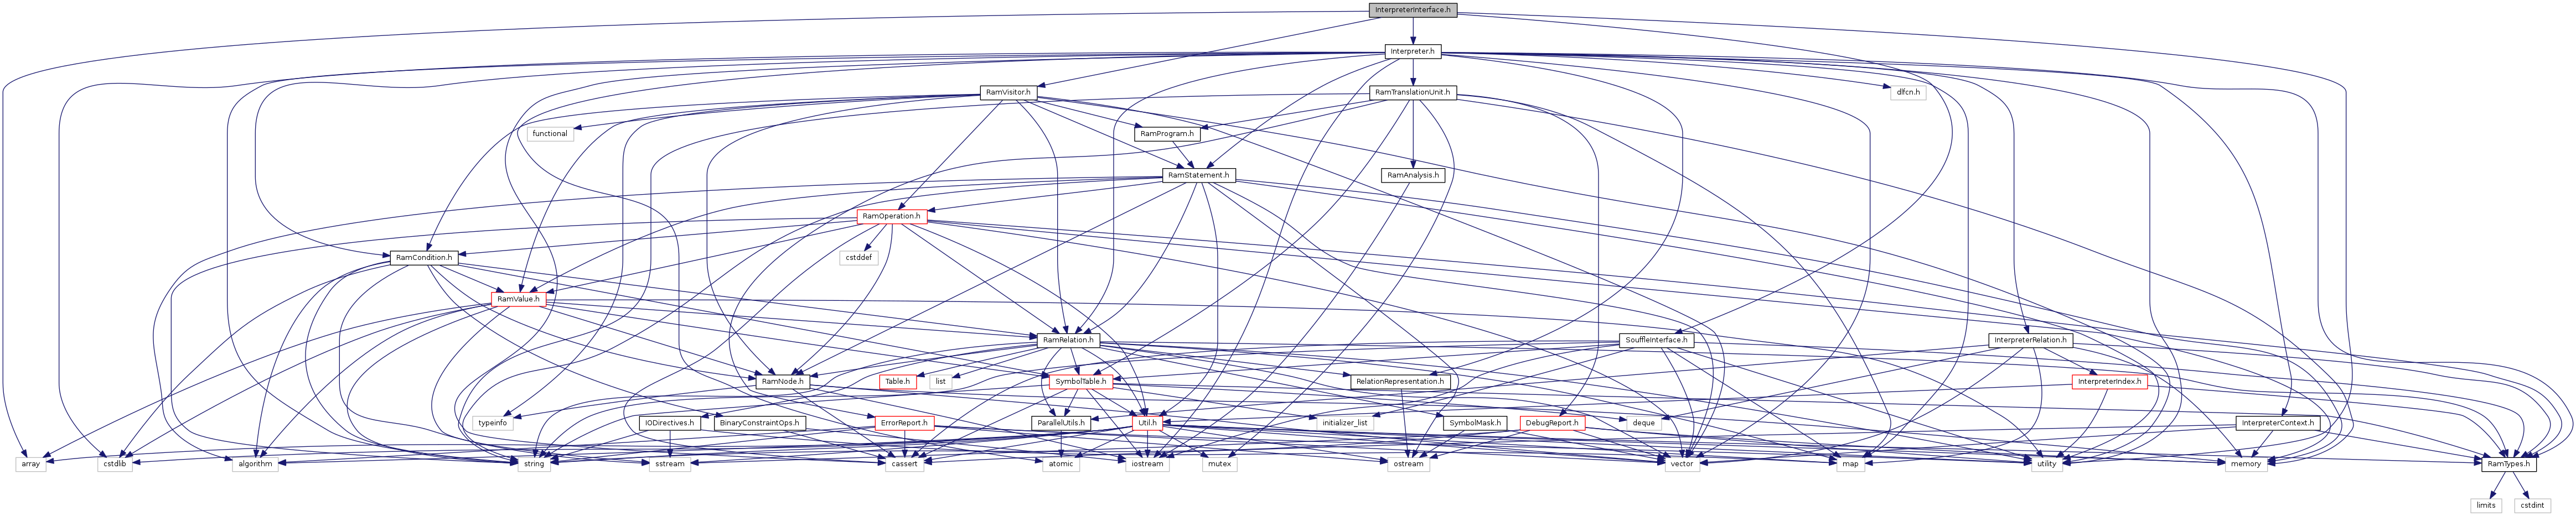 InterpreterInterface.h
Interpreter.h
RamVisitor.h
RamTranslationUnit.h
dlfcn.h
functional
RamProgram.h
RamStatement.h
RamAnalysis.h
RamOperation.h
RamCondition.h
cstddef
RamValue.h
RamRelation.h
SouffleInterface.h
InterpreterRelation.h
RamNode.h
Table.h
list
SymbolTable.h
RelationRepresentation.h
InterpreterIndex.h
typeinfo
IODirectives.h
BinaryConstraintOps.h
ErrorReport.h
ParallelUtils.h
Util.h
initializer_list
deque
SymbolMask.h
DebugReport.h
InterpreterContext.h
array
cstdlib
algorithm
string
sstream
cassert
atomic
iostream
mutex
ostream
vector
map
utility
memory
RamTypes.h
limits
cstdint